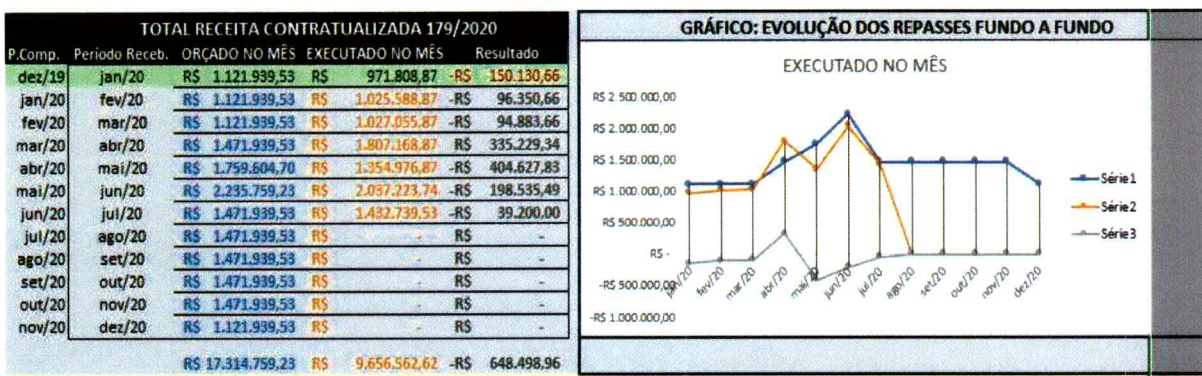 TOTAL RECEITA CONTRATUALIZADA 179/2020
P.Comp. Período Receb. ORÇADO NO MÊS EXECUTADO NO MÊS Resultado
dez/19 jan/20 R$ 1.121.939,53 R$ 971.808,87 -R$ 150.130,66
jan/20 fev/20 R$ 1.121.939,53 R$ 1.025.588,87 -R$ 96.350,66
fev/20 mar/20 R$ 1.121.939,53 R$ 1.027.055,87 -R$ 94.883,66
mar/20 abr/20 R$ 1.471.939,53 R$ 1.807.168,87 R$ 335.229,34
abr/20 mai/20 R$ 1.759.604,70 R$ 1.354.976,87 -R$ 404.627,83
mai/20 jun/20 R$ 2.235.759,23 R$ 2.037.223,74 -R$ 198.535,49
jun/20 jul/20 R$ 1.471.939,53 R$ 1.432.739,53 -R$ 39.200,00
jul/20 ago/20 R$ 1.471.939,53 R$ - R$ -
ago/20 set/20 R$ 1.471.939,53 R$ - R$ -
set/20 out/20 R$ 1.471.939,53 R$ - R$ -
out/20 nov/20 R$ 1.471.939,53 R$ - R$ -
nov/20 dez/20 R$ 1.121.939,53 R$ - R$ -
R$ 17.314.759,23 R$ 9.656.562,62 -R$ 648.498,96
GRÁFICO: EVOLUÇÃO DOS REPASSES FUNDO A FUNDO
EXECUTADO NO MÊS
R$ 2.500.000,00
R$ 2.000.000,00
R$ 1.500.000,00
R$ 1.000.000,00
R$ 500.000,00
R$ -
-R$ 500.000,00
-R$ 1.000.000,00
jan/20 fev/20 mar/20 abr/20 mai/20 jun/20 jul/20 ago/20 set/20 out/20 nov/20 dez/20
Série1
Série2
Série3